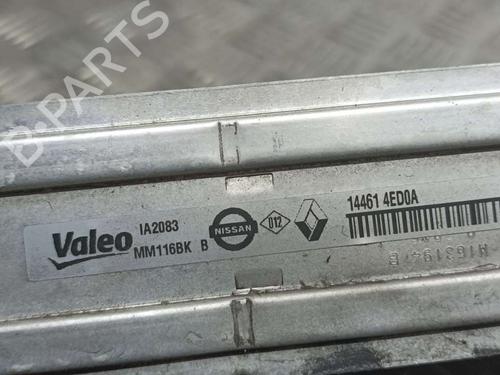 B-PARTS
Valeo
IA2083
MM116BK B
NISSAN
D12
14461 4ED0A